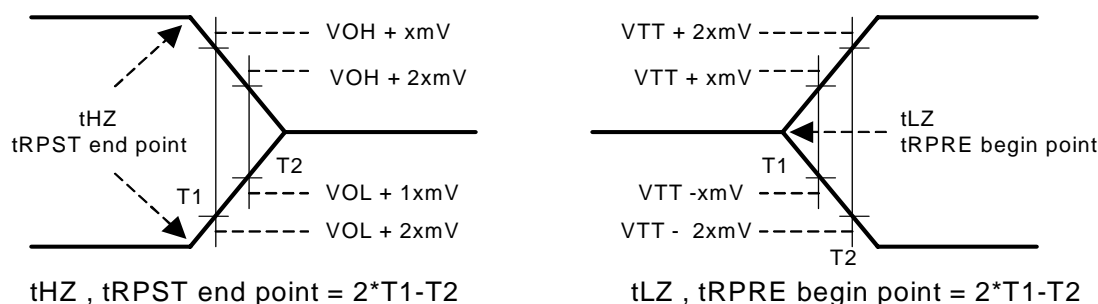 VOH + xmV
VOH + 2xmV
tHZ
tRPST end point
T1
T2
VOL + 1xmV
VOL + 2xmV
tHZ , tRPST end point = 2*T1-T2
VTT + 2xmV
VTT + xmV
tLZ
tRPRE begin point
T1
VTT -xmV
VTT - 2xmV
T2
tLZ , tRPRE begin point = 2*T1-T2